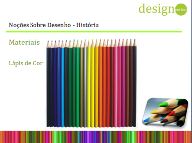 design
Noções Sobre Desenho - História
Materiais
Lápis de Cor